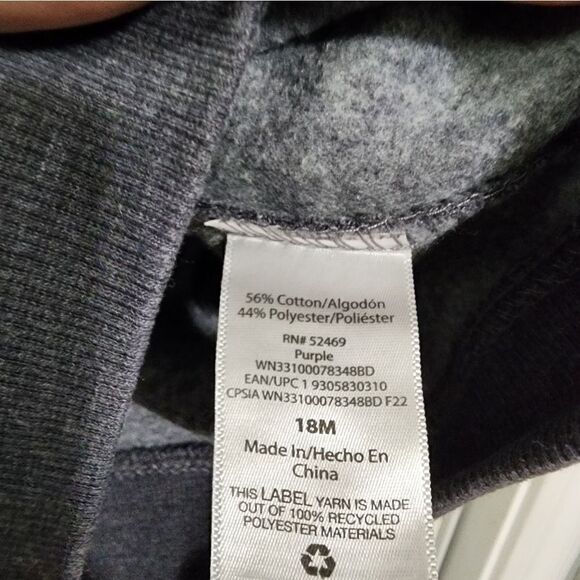 56% Cotton/Algodón
44% Polyester/Poliéster
RN# 52469
Purple
WN33100078348BD
EAN/UPC 1 9305830310
CPSIA WN33100078348BD F22
18M
Made In/Hecho En
China
THIS LABEL YARN IS MADE
OUT OF 100% RECYCLED
POLYESTER MATERIALS